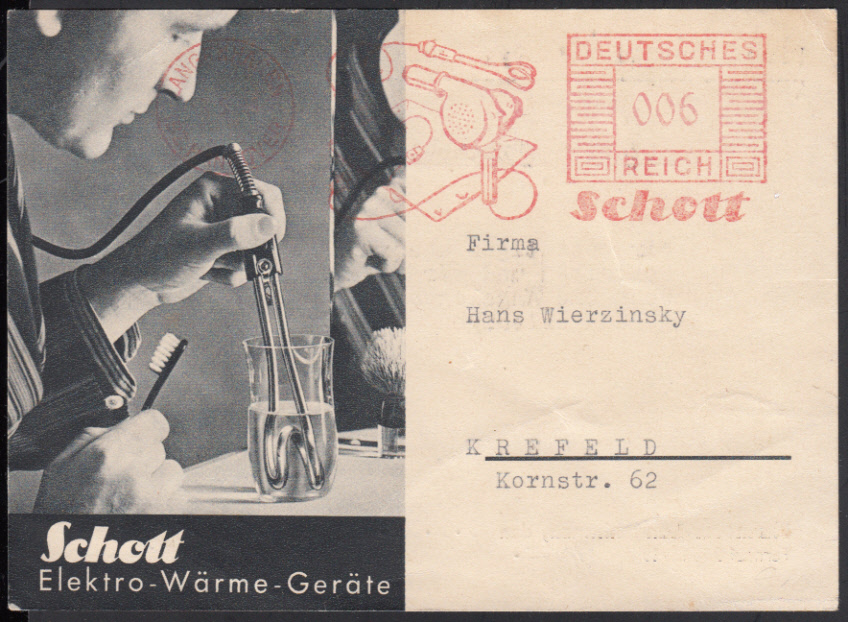 DEUTSCHES
006
REICH
Schott
Firma
Hans Wierzinsky
KREFELD
Kornstr. 62
Schott
Elektro-Wärme-Geräte